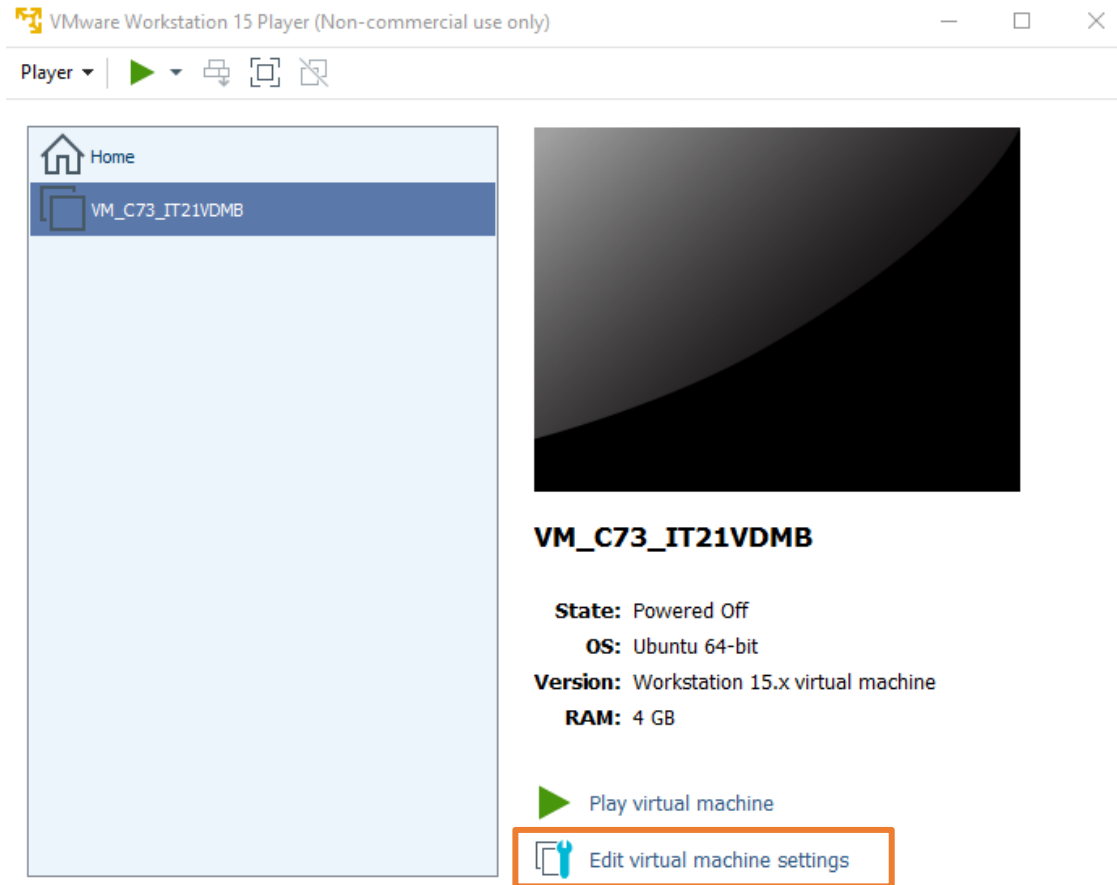 VMware Workstation 15 Player (Non-commercial use only)
Player
Home
VM_C73_IT21VDMB
VM_C73_IT21VDMB
State: Powered Off
OS: Ubuntu 64-bit
Version: Workstation 15.x virtual machine
RAM: 4 GB
Play virtual machine
Edit virtual machine settings